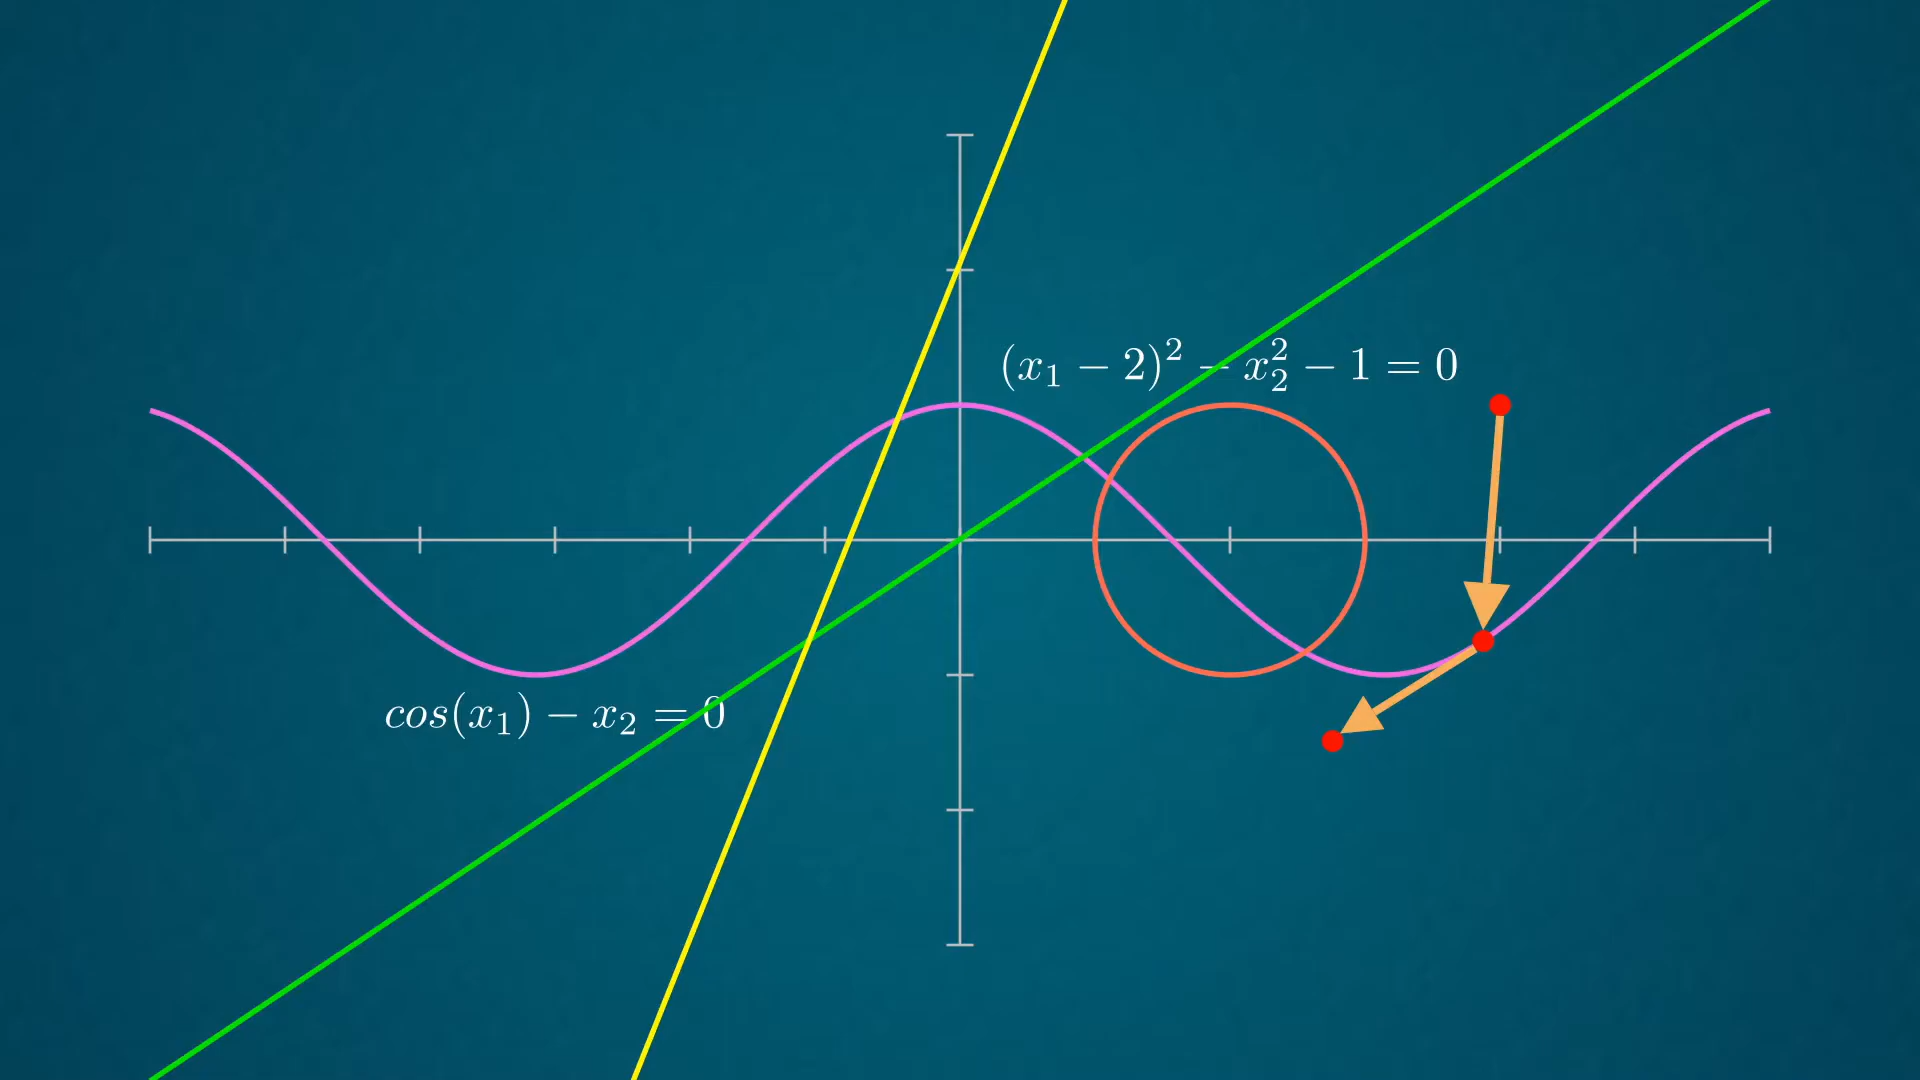 (x₁ − 2)² − x₂² − 1 = 0
cos(x₁) − x₂ = 0